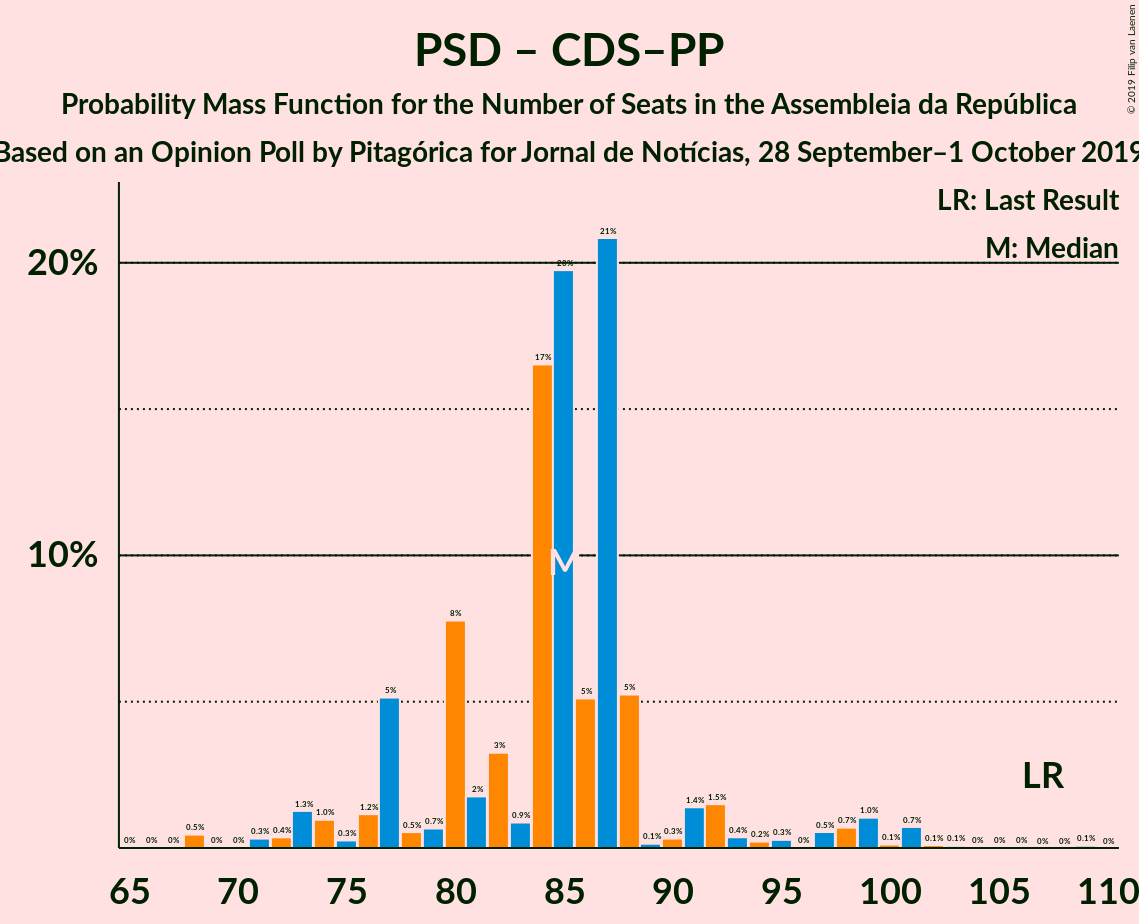 PSD – CDS–PP
Probability Mass Function for the Number of Seats in the Assembleia da República
Based on an Opinion Poll by Pitagórica for Jornal de Notícias, 28 September–1 October 2019
© 2019 Filip van Laenen
LR: Last Result
M: Median
20%
10%
0% 0% 0% 0.5% 0% 0% 0.3% 0.4% 1.3% 1.0% 0.3% 1.2% 5% 0.5% 0.7% 8% 2% 3% 0.9% 17% 20% 5% 21% 5% 0.1% 0.3% 1.4% 1.5% 0.4% 0.2% 0.3% 0% 0.5% 0.7% 1.0% 0.1% 0.7% 0.1% 0.1% 0% 0% 0% 0% 0% 0.1% 0%
M
LR
65 70 75 80 85 90 95 100 105 110